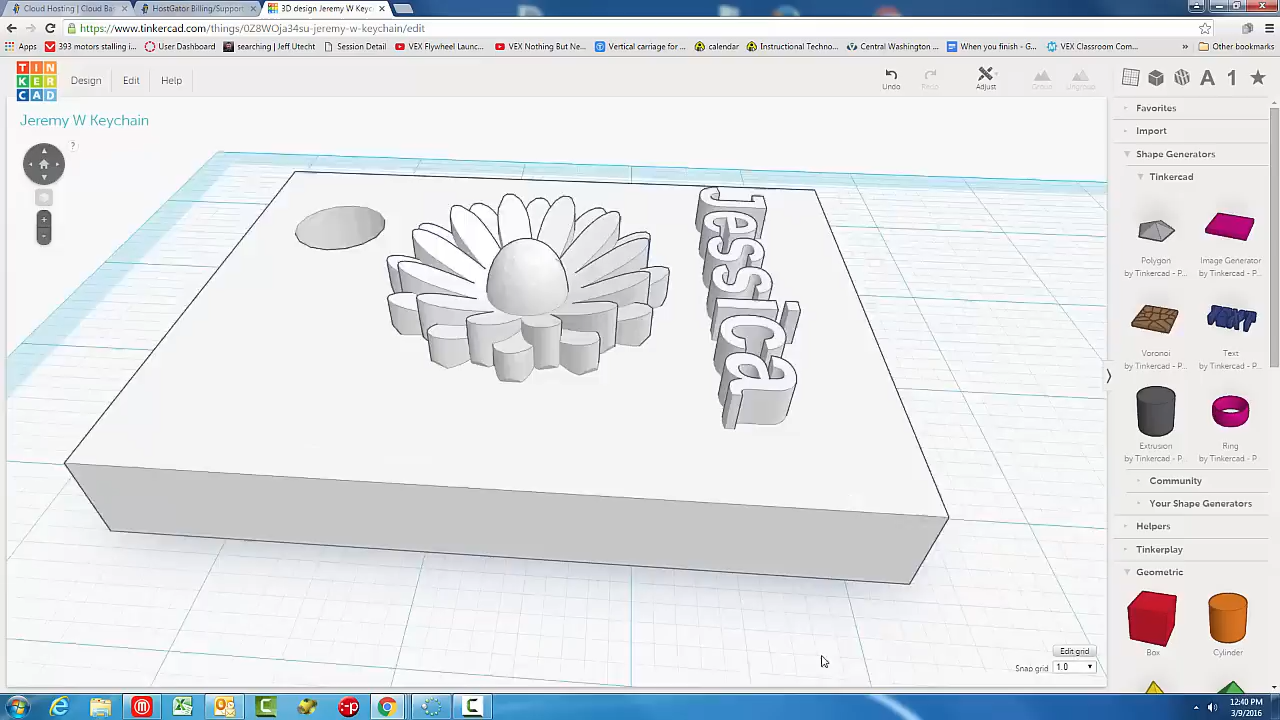 Cloud Hosting | Cloud Ba
HostGator Billing/Support
3D design Jeremy W Keyc
https://www.tinkercad.com/things/0Z8WOja34su-jeremy-w-keychain/edit
Apps
393 motors stalling i...
User Dashboard
searching | Jeff Utecht
Session Detail
VEX Flywheel Launc...
VEX Nothing But Ne...
Vertical carriage for ...
calendar
Instructional Techno...
Central Washington ...
When you finish - G...
VEX Classroom Com...
»
Other bookmarks
TIN
KER
CAD
Design
Edit
Help
Undo
Redo
Adjust
Group
Ungroup
A
1
Jeremy W Keychain
?
+
-
Jessica
Favorites
Import
Shape Generators
Tinkercad
Polygon
by Tinkercad - P...
Image Generator
by Tinkercad - P...
Voronoi
by Tinkercad - P...
TEXT
Text
by Tinkercad - P...
Extrusion
by Tinkercad - P...
Ring
by Tinkercad - P...
Community
Your Shape Generators
Helpers
Tinkerplay
Geometric
Box
Cylinder
Edit grid
Snap grid 1.0
12:40 PM
3/9/2016